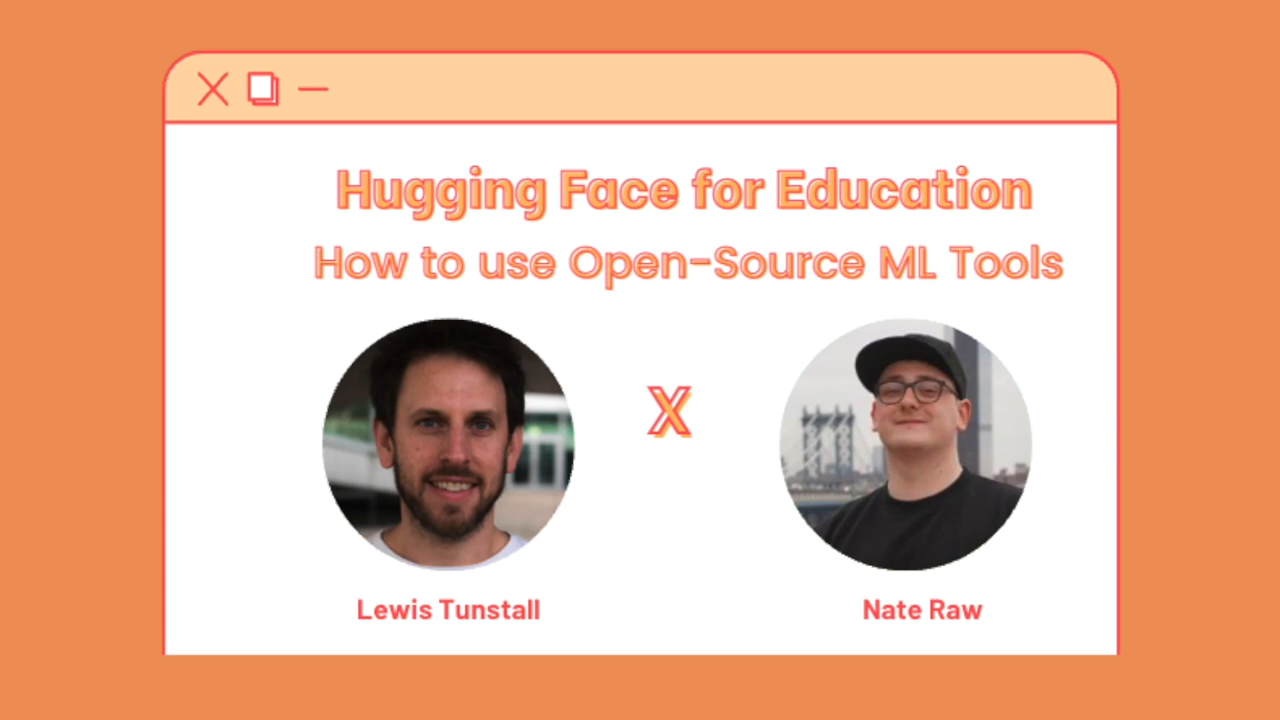 Hugging Face for Education
How to use Open-Source ML Tools
X
Lewis Tunstall
Nate Raw